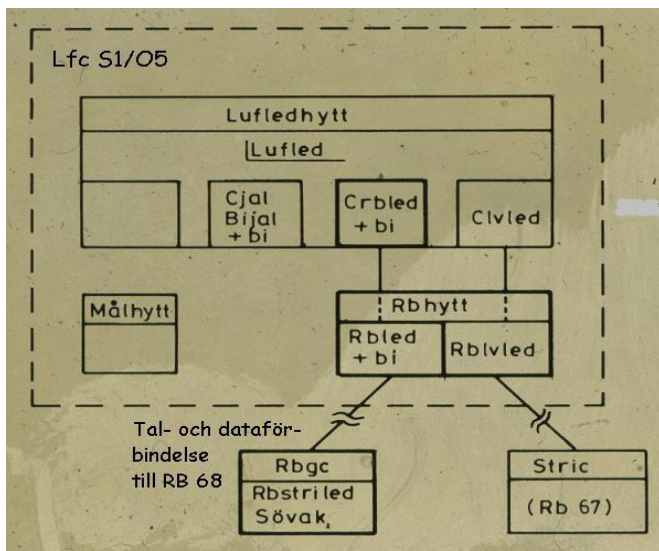 Lfc S1/O5
Lufledhytt
Lufled
Cjal
Bijal
+ bi
Crbled
+ bi
Clvled
Målhytt
Rbhytt
Rbled
+ bi
Rblvled
Tal- och dataför-
bindelse
till RB 68
Rbgc
Rbstriled
Sövak
Stric
(Rb 67)